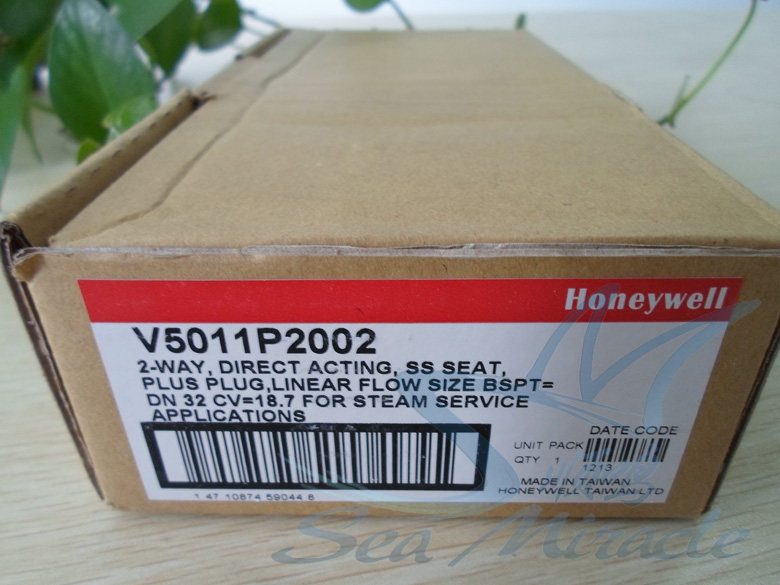 Honeywell
V5011P2002
2-WAY, DIRECT ACTING, SS SEAT,
PLUS PLUG,LINEAR FLOW SIZE BSPT=
DN 32 CV=18.7 FOR STEAM SERVICE
APPLICATIONS
DATE CODE
UNIT PACK
QTY 1
1213
1 47 10874 59044 8
MADE IN TAIWAN
HONEYWELL TAIWAN LTD
Sea Miracle